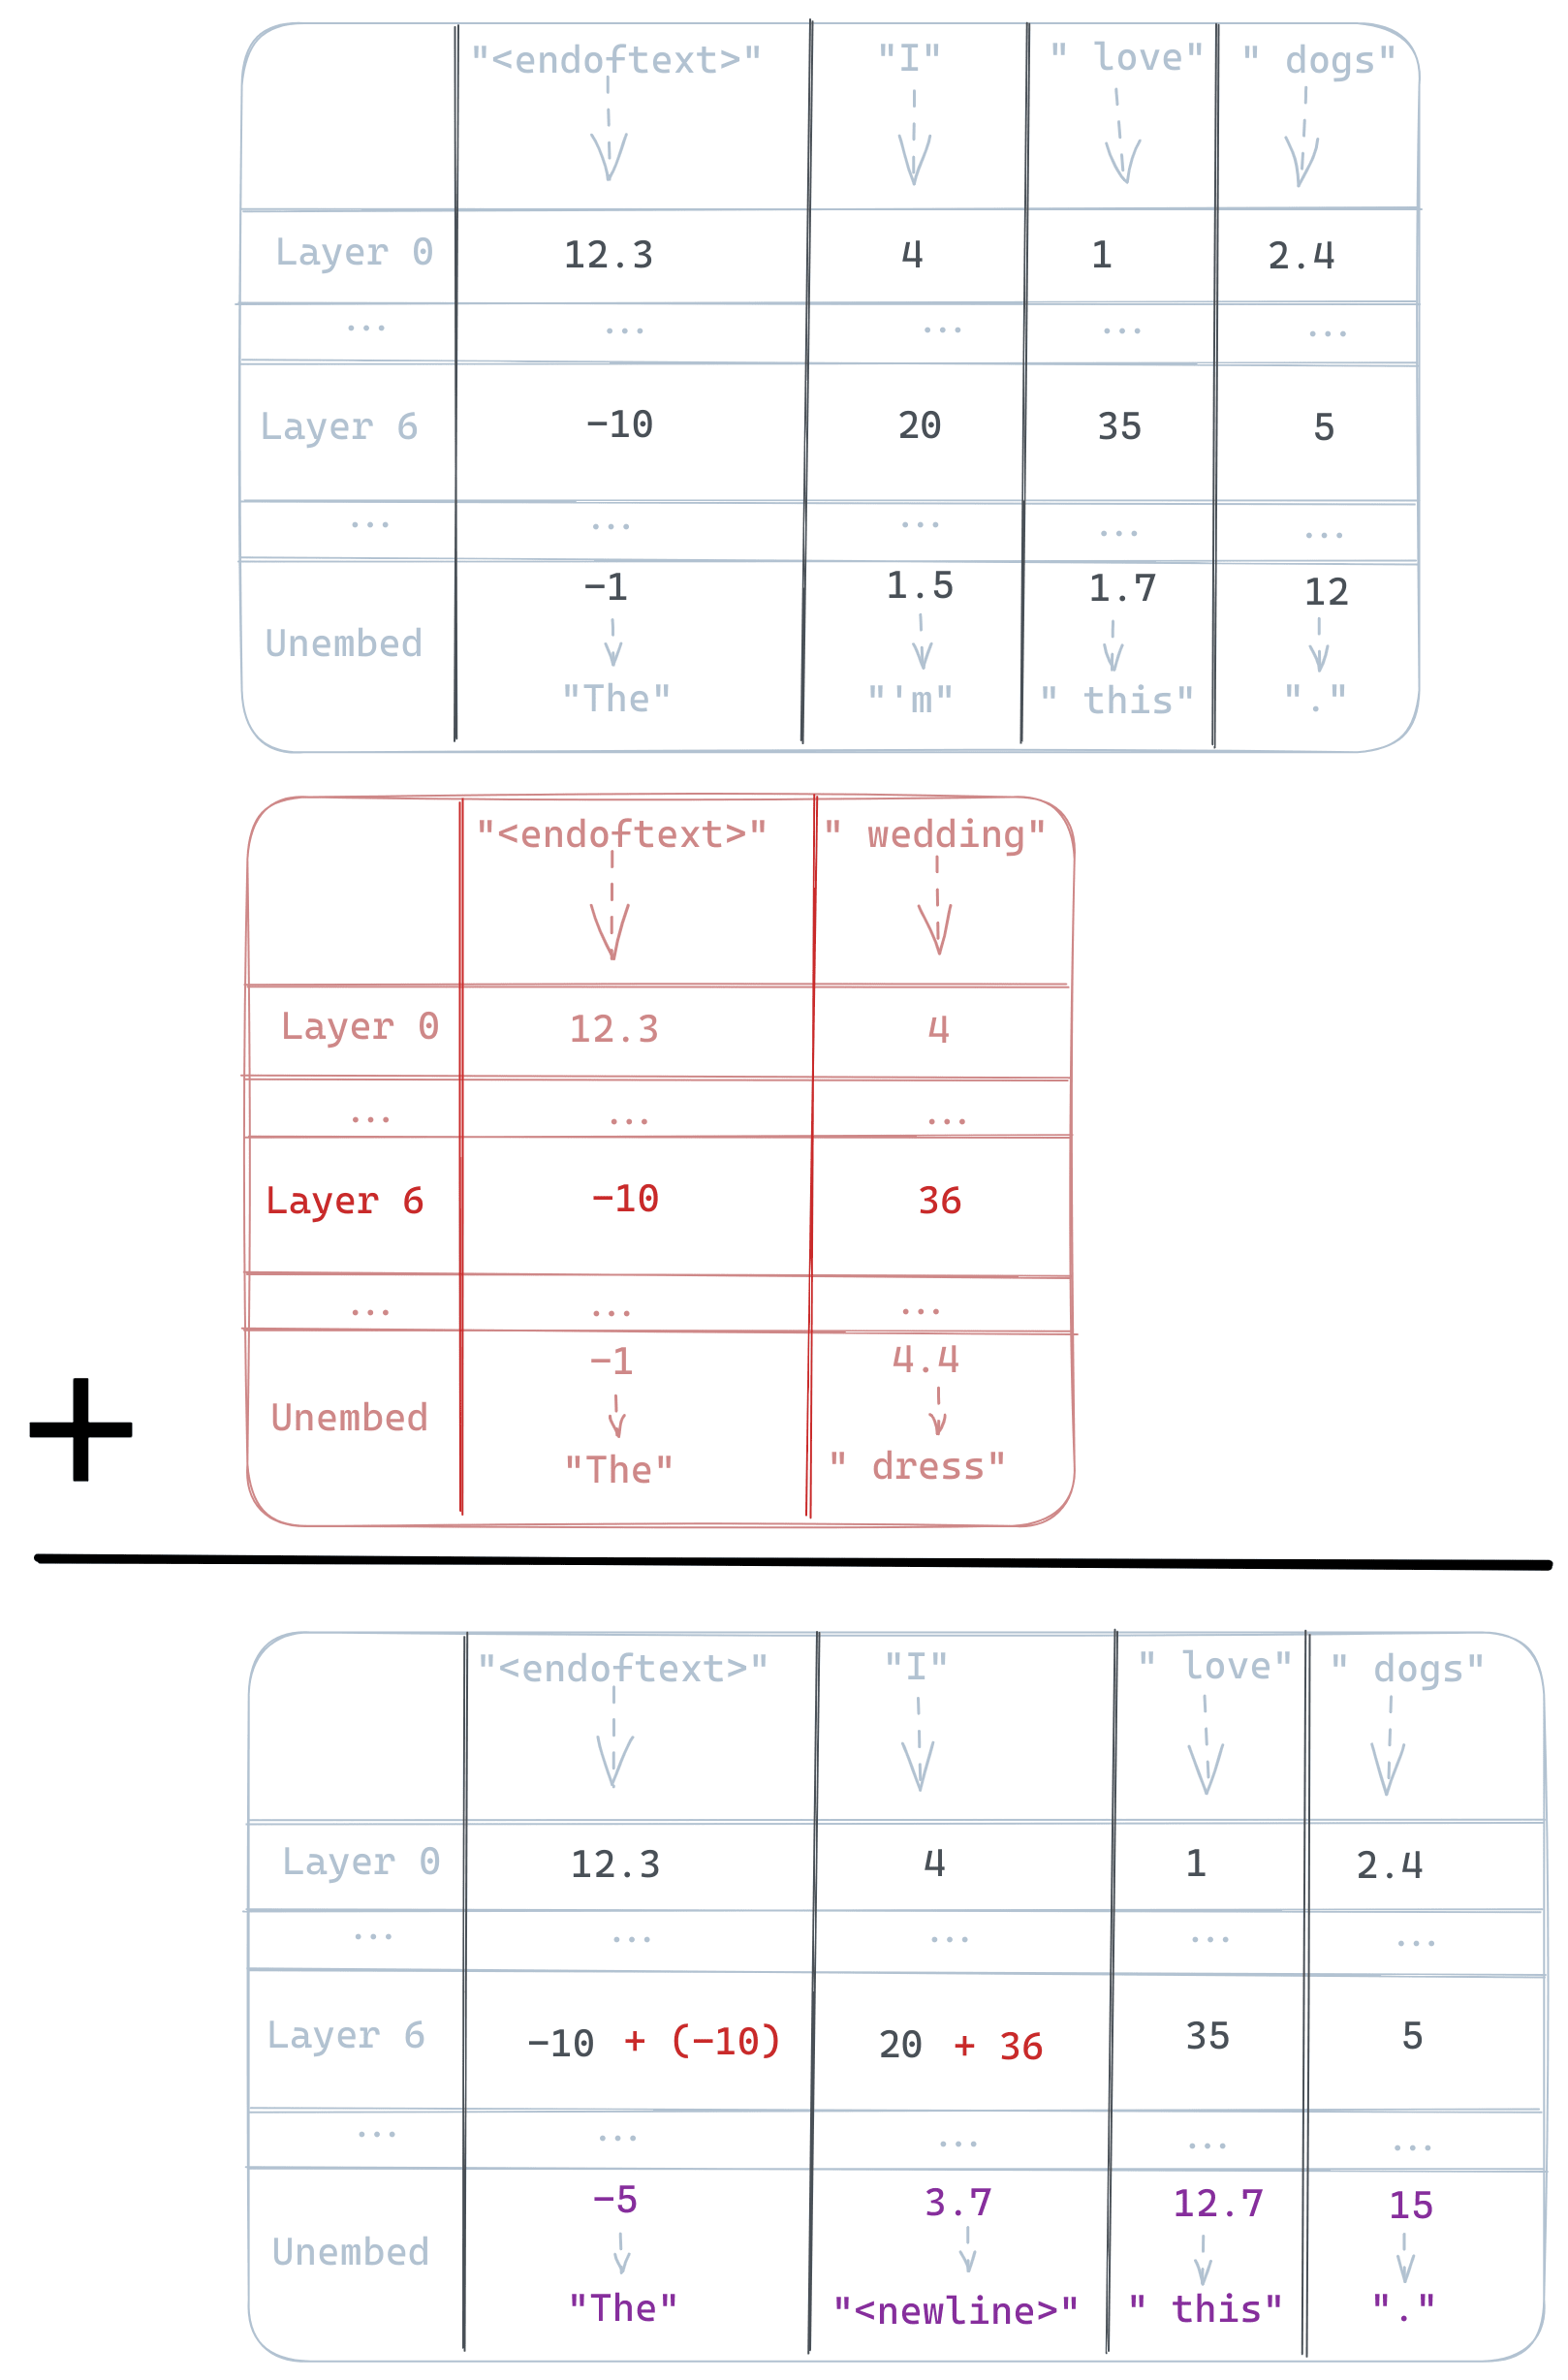 "<endoftext>" "I" " love" " dogs"
Layer 0 12.3 4 1 2.4
... ... ... ... ...
Layer 6 −10 20 35 5
... ... ... ... ...
−1 1.5 1.7 12
Unembed
"The" "'m" " this" "."
"<endoftext>" " wedding"
Layer 0 12.3 4
... ... ...
Layer 6 −10 36
... ... ...
−1 4.4
+ Unembed
"The" " dress"
"<endoftext>" "I" " love" " dogs"
Layer 0 12.3 4 1 2.4
... ... ... ... ...
Layer 6 −10 + (−10) 20 + 36 35 5
... ... ... ... ...
−5 3.7 12.7 15
Unembed
"The" "<newline>" " this" "."